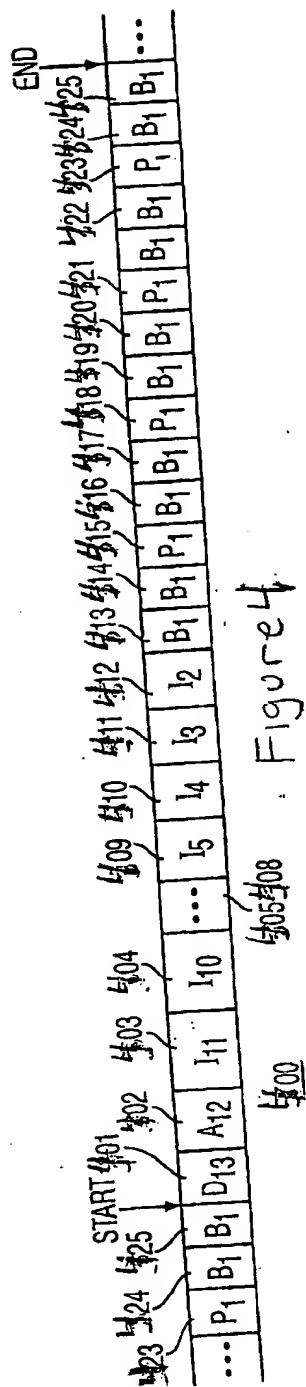 START
END
423 424 425 401 402 403 404 409 410 411 412 413 414 415 416 417 418 419 420 421 422 423 424 425
... P₁ B₁ B₁ D₁₃ A₁₂ I₁₁ I₁₀ ... I₅ I₄ I₃ I₂ B₁ B₁ P₁ B₁ B₁ P₁ B₁ B₁ P₁ B₁ B₁ P₁ B₁ B₁ ...
405-408
400
Figure 4